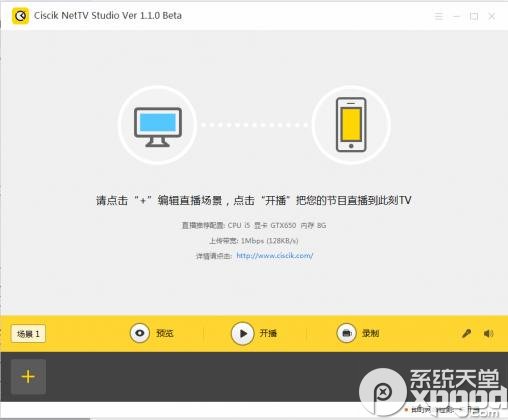 Ciscik NetTV Studio Ver 1.1.0 Beta
请点击“+”编辑直播场景，点击“开播”把您的节目直播到此刻TV
直播推荐配置: CPU i5 显卡 GTX650 内存 8G
上传带宽: 1Mbps (128KB/s)
详情请点击: http://www.ciscik.com/
场景 1
预览
开播
录制
系统天堂